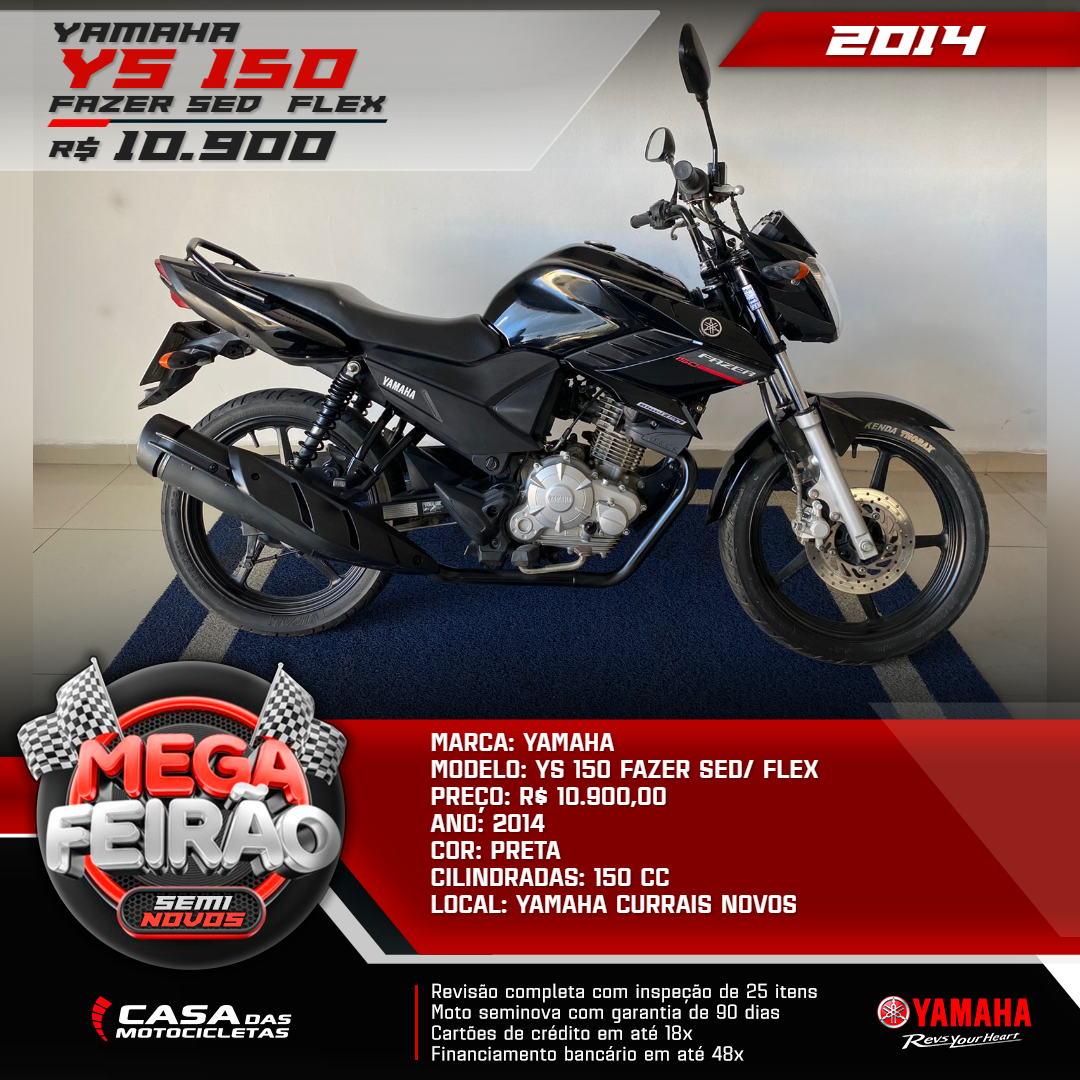 YAMAHA
YS 150
FAZER SED FLEX
R$ 10.900
2014
YAMAHA
FAZER
150
KENDA THORAX
YAMAHA
MEGA
FEIRÃO
SEMI
NOVOS
MARCA: YAMAHA
MODELO: YS 150 FAZER SED/ FLEX
PREÇO: R$ 10.900,00
ANO: 2014
COR: PRETA
CILINDRADAS: 150 CC
LOCAL: YAMAHA CURRAIS NOVOS
CASA DAS
MOTOCICLETAS
Revisão completa com inspeção de 25 itens
Moto seminova com garantia de 90 dias
Cartões de crédito em até 18x
Financiamento bancário em até 48x
YAMAHA
Revs Your Heart